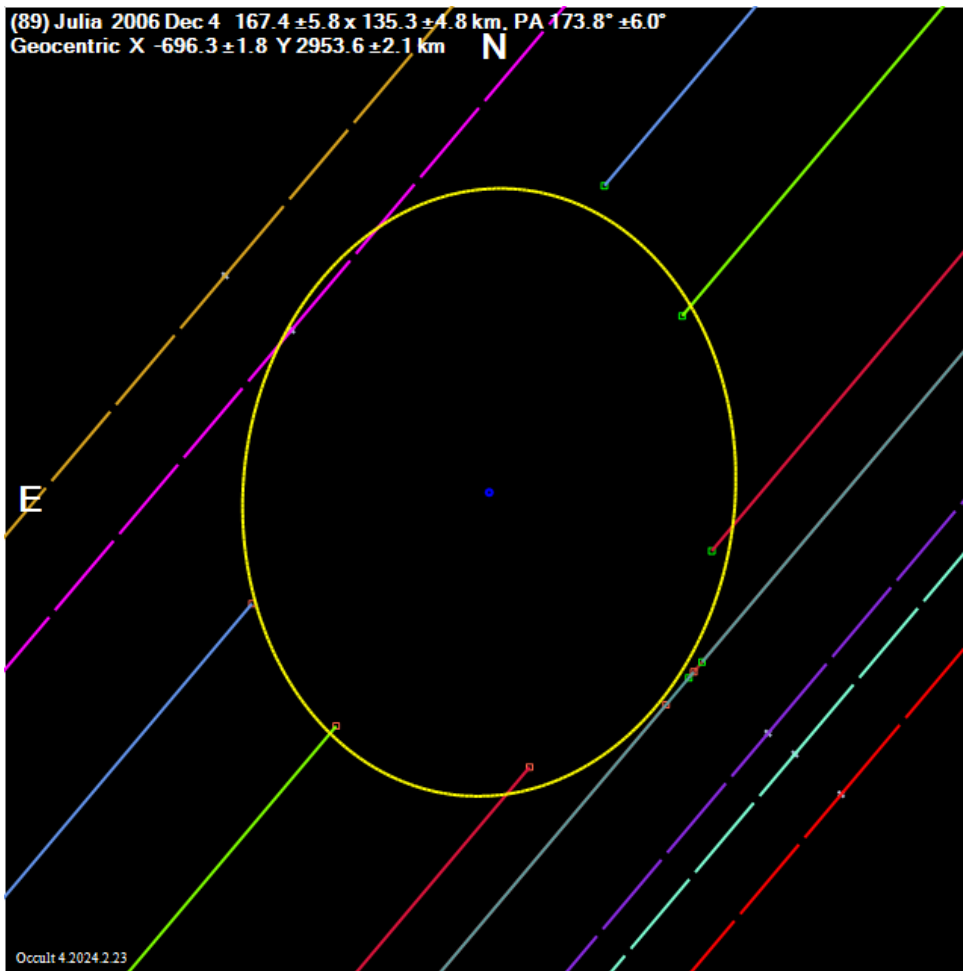 (89) Julia 2006 Dec 4 167.4 ±5.8 x 135.3 ±4.8 km, PA 173.8° ±6.0°
Geocentric X -696.3 ±1.8 Y 2953.6 ±2.1 km
N
E
Occult 4.2024.2.23